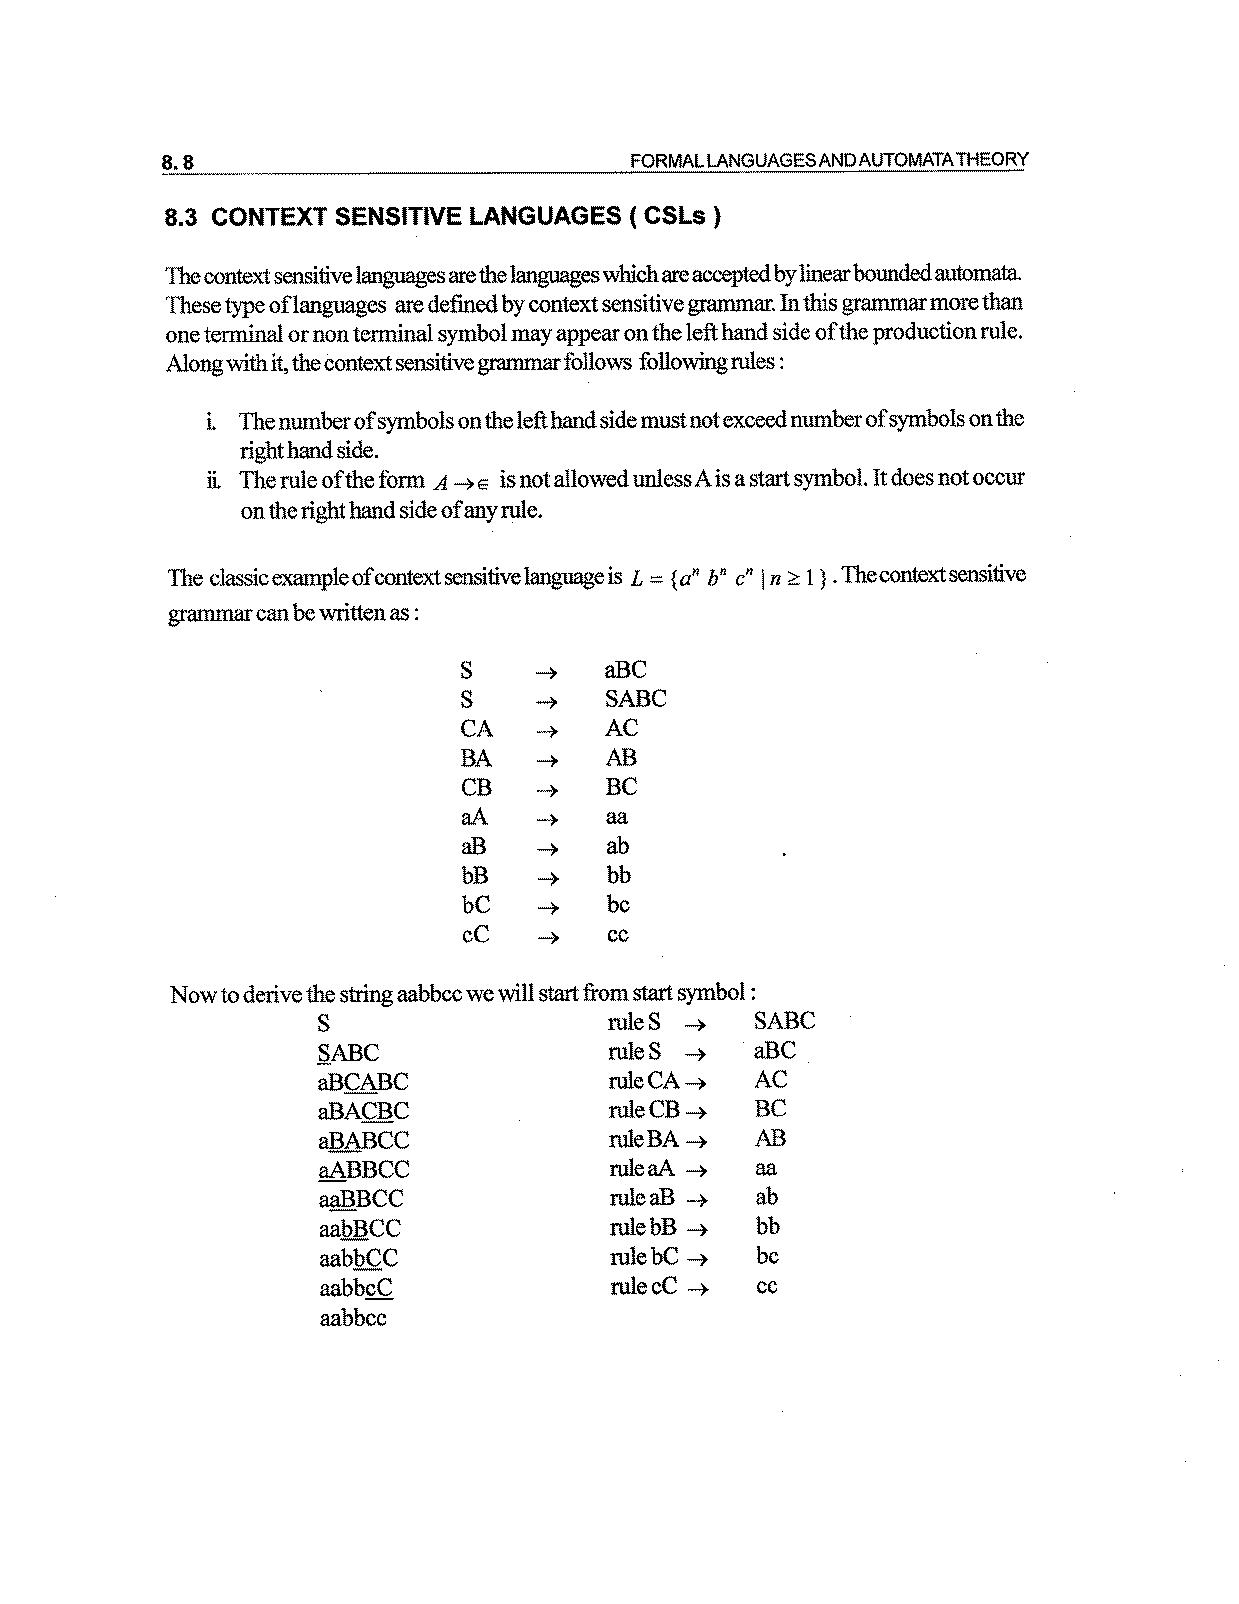 8. 8 FORMAL LANGUAGES AND AUTOMATA THEORY
8.3 CONTEXT SENSITIVE LANGUAGES ( CSLs )
The context sensitive languages are the languages which are accepted by linear bounded automata.
These type of languages are defined by context sensitive grammar. In this grammar more than
one terminal or non terminal symbol may appear on the left hand side of the production rule.
Along with it, the context sensitive grammar follows following rules :
i. The number of symbols on the left hand side must not exceed number of symbols on the
right hand side.
ii. The rule of the form A →∈ is not allowed unless A is a start symbol. It does not occur
on the right hand side of any rule.
The classic example of context sensitive language is L = {aⁿ bⁿ cⁿ | n ≥ 1 } . The context sensitive
grammar can be written as :
S → aBC
S → SABC
CA → AC
BA → AB
CB → BC
aA → aa
aB → ab
bB → bb
bC → bc
cC → cc
Now to derive the string aabbcc we will start from start symbol :
S rule S → SABC
SABC rule S → aBC
aBCABC rule CA → AC
aBACBC rule CB → BC
aBABCC rule BA → AB
aABBCC rule aA → aa
aaBBCC rule aB → ab
aabBCC rule bB → bb
aabbCC rule bC → bc
aabbcC rule cC → cc
aabbcc